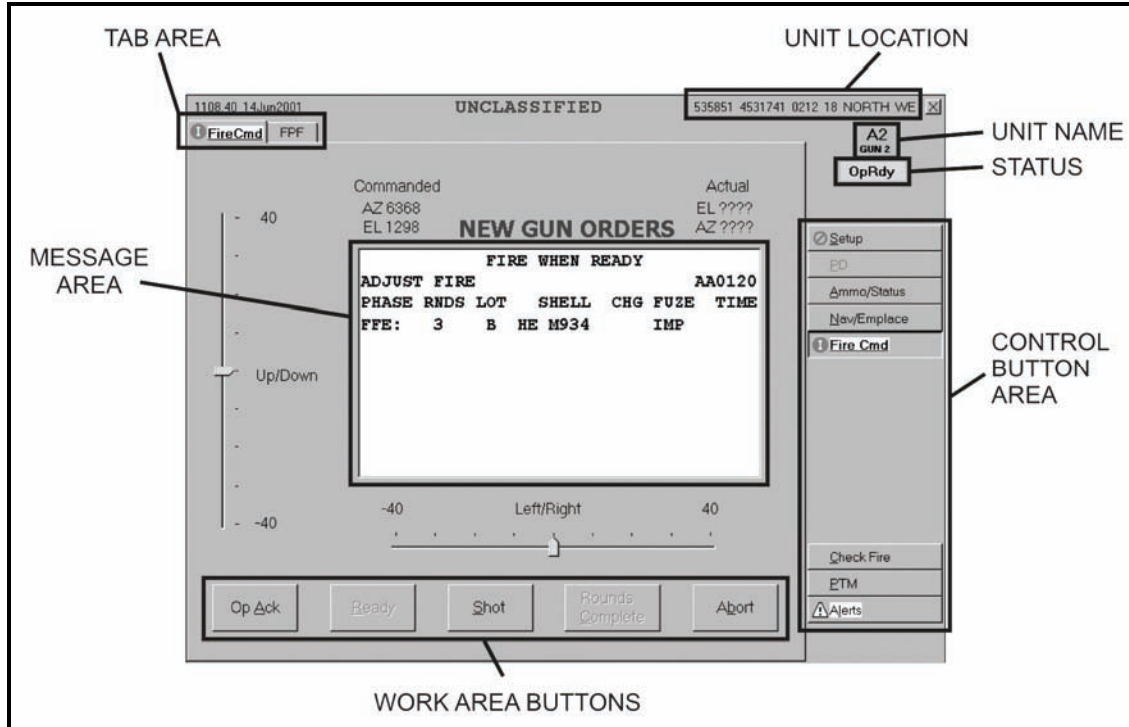 TAB AREA
UNIT LOCATION
1108 40 14Jun2001
UNCLASSIFIED
535851 4531741 0212 18 NORTH WE
FireCmd
FPF
A2
GUN 2
UNIT NAME
OpRdy
STATUS
Commanded
AZ 6368
EL 1298
NEW GUN ORDERS
Actual
EL ????
AZ ????
40
Up/Down
-40
MESSAGE
AREA
FIRE WHEN READY
ADJUST FIRE AA0120
PHASE RNDS LOT SHELL CHG FUZE TIME
FFE: 3 B HE M934 IMP
Setup
PD
Ammo/Status
Nav/Emplace
Fire Cmd
CONTROL
BUTTON
AREA
-40 Left/Right 40
Check Fire
PTM
Alerts
Op Ack
Ready
Shot
Rounds
Complete
Abort
WORK AREA BUTTONS